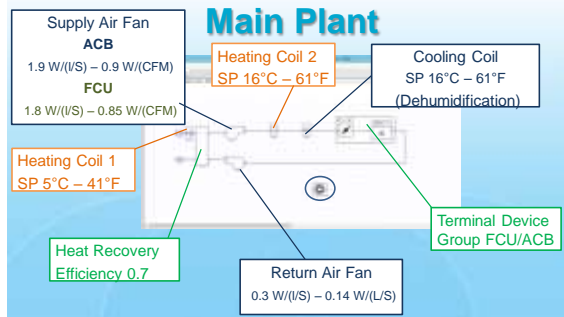 Main Plant
Supply Air Fan
ACB
1.9 W/(l/S) – 0.9 W/(CFM)
FCU
1.8 W/(l/S) – 0.85 W/(CFM)
Heating Coil 2
SP 16°C – 61°F
Cooling Coil
SP 16°C – 61°F
(Dehumidification)
Heating Coil 1
SP 5°C – 41°F
Terminal Device
Group FCU/ACB
Heat Recovery
Efficiency 0.7
Return Air Fan
0.3 W/(l/S) – 0.14 W/(L/S)